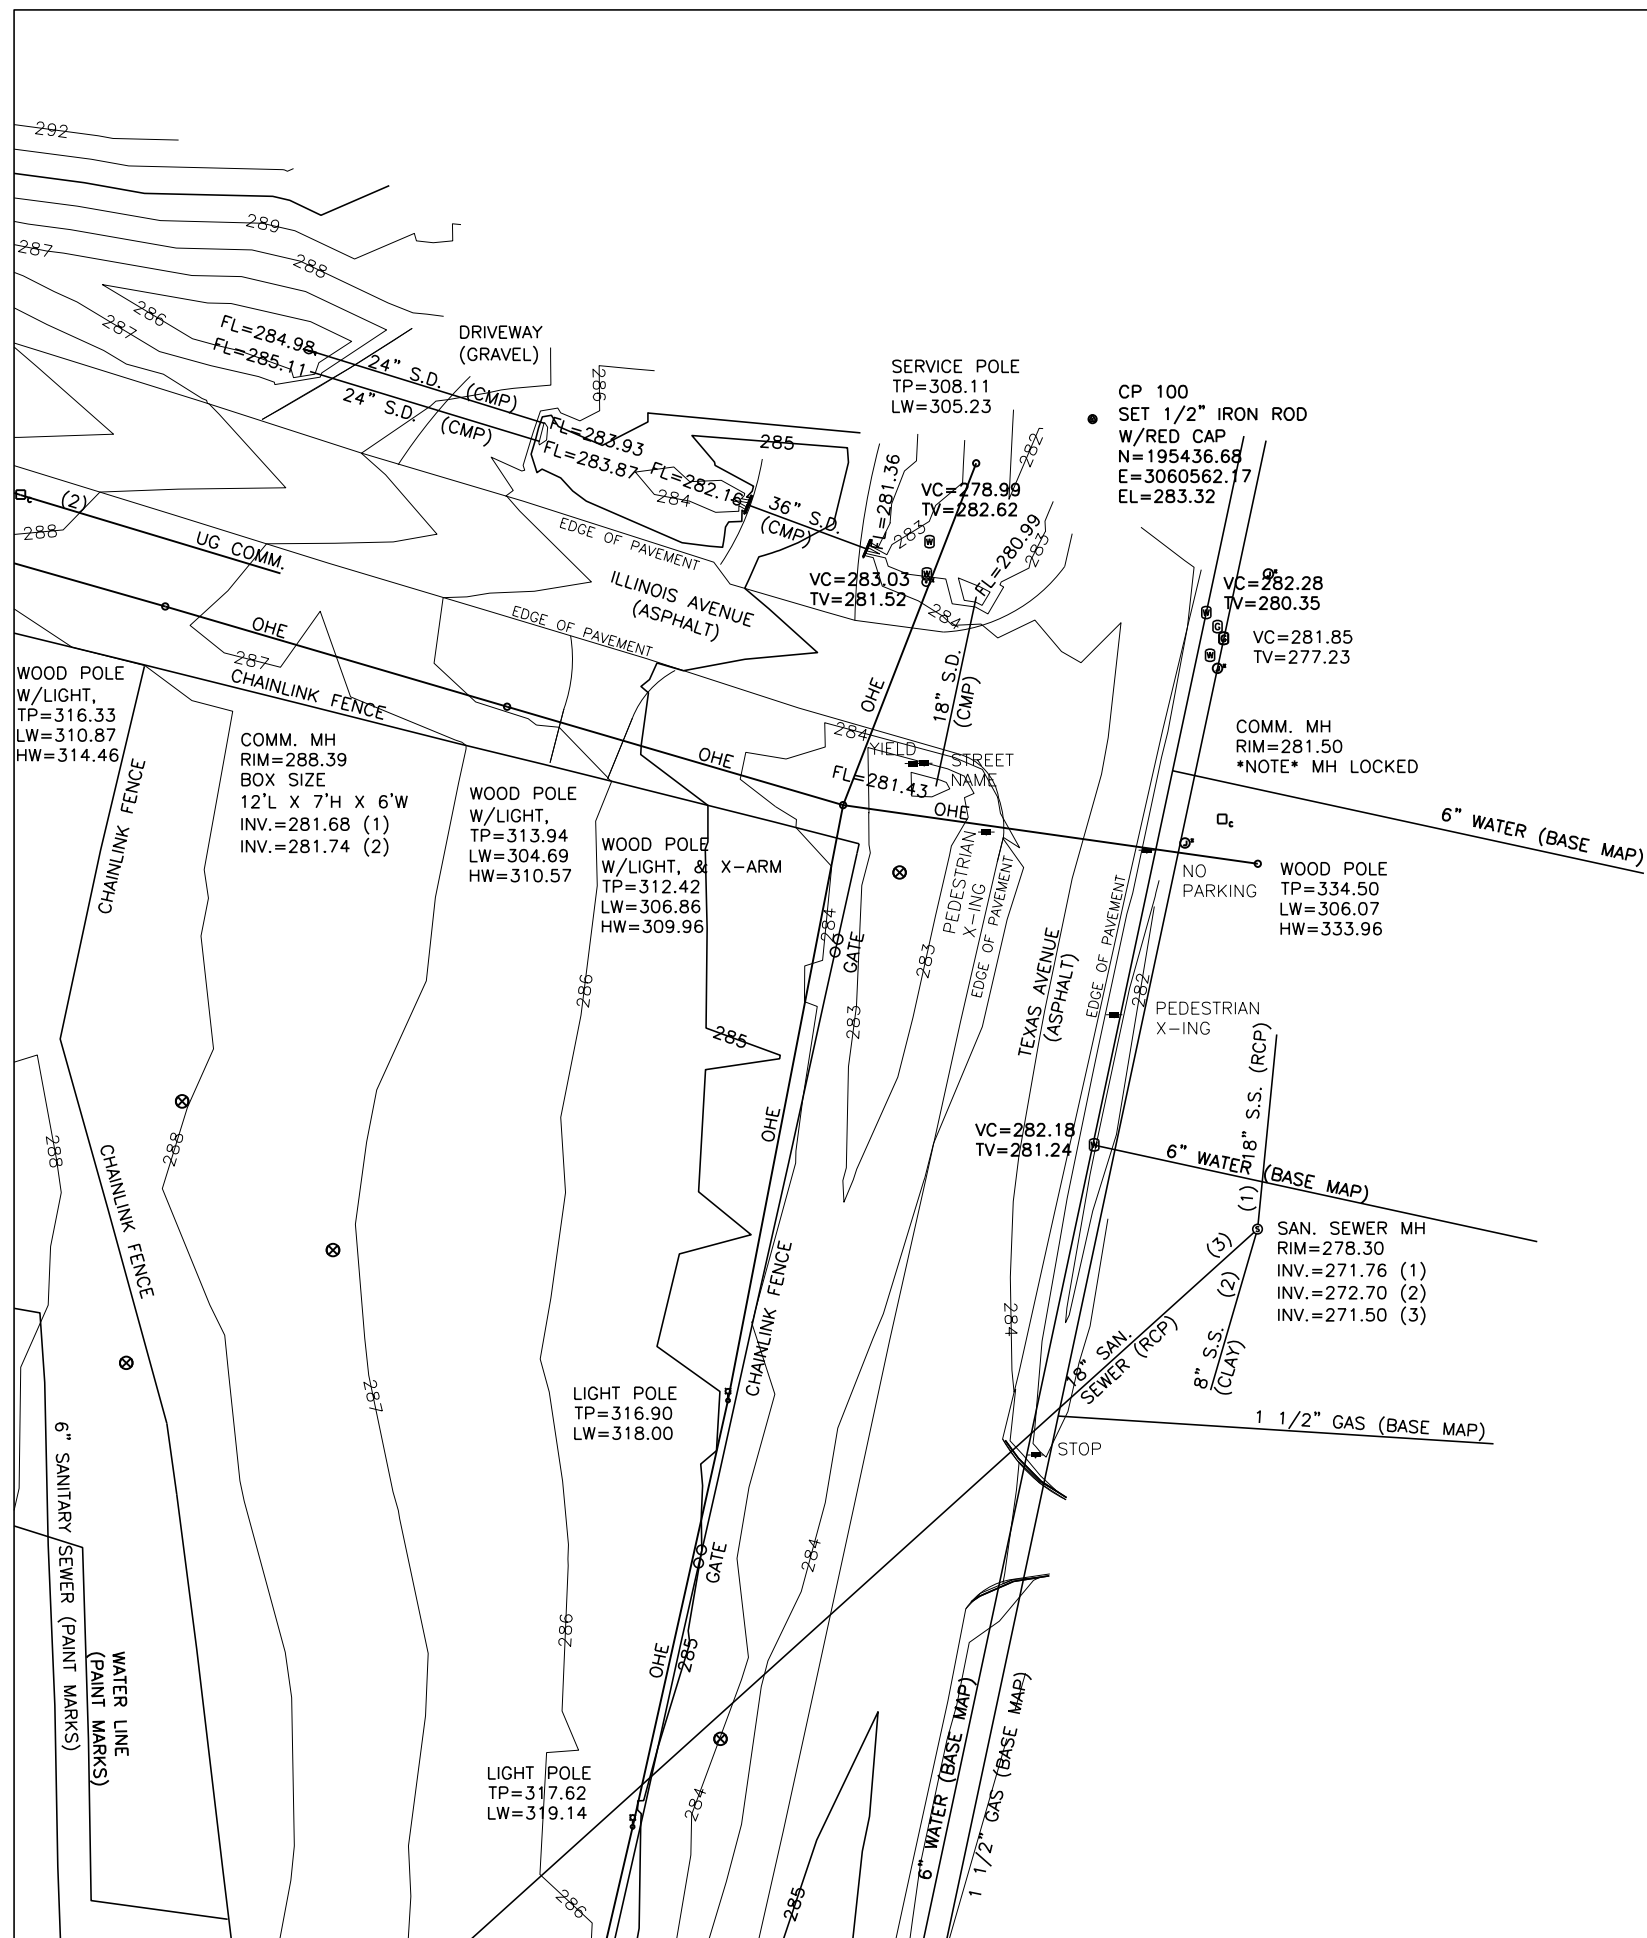 292
289
288
287
286
287
FL=284.98
FL=285.11
24" S.D. (CMP)
24" S.D. (CMP)
DRIVEWAY
(GRAVEL)
286
FL=283.93
FL=283.87
285
FL=282.16
284
36" S.D.
(CMP)
FL=281.36
SERVICE POLE
TP=308.11
LW=305.23
282
CP 100
SET 1/2" IRON ROD
W/RED CAP
N=195436.68
E=3060562.17
EL=283.32
VC=278.99
TV=282.62
283
FL=280.99
283
W
W
VC=283.03
TV=281.52
284
VC=282.28
TV=280.35
W
G
G
W
VC=281.85
TV=277.23
C
(2)
288
UG COMM.
EDGE OF PAVEMENT
ILLINOIS AVENUE
(ASPHALT)
EDGE OF PAVEMENT
OHE
287
CHAINLINK FENCE
WOOD POLE
W/LIGHT,
TP=316.33
LW=310.87
HW=314.46
COMM. MH
RIM=288.39
BOX SIZE
12'L X 7'H X 6'W
INV.=281.68 (1)
INV.=281.74 (2)
OHE
OHE
18" S.D.
(CMP)
284
YIELD
STREET
NAME
FL=281.43
OHE
COMM. MH
RIM=281.50
*NOTE* MH LOCKED
6" WATER (BASE MAP)
C
WOOD POLE
W/LIGHT,
TP=313.94
LW=304.69
HW=310.57
WOOD POLE
W/LIGHT, & X-ARM
TP=312.42
LW=306.86
HW=309.96
PEDESTRIAN
X-ING
NO
PARKING
WOOD POLE
TP=334.50
LW=306.07
HW=333.96
CHAINLINK FENCE
284
GATE
283
283
286
285
EDGE OF PAVEMENT
TEXAS AVENUE
(ASPHALT)
EDGE OF PAVEMENT
282
PEDESTRIAN
X-ING
18" S.S. (RCP)
OHE
VC=282.18
TV=281.24
W
6" WATER (BASE MAP)
288
288
CHAINLINK FENCE
(1)
(3)
(2)
S
SAN. SEWER MH
RIM=278.30
INV.=271.76 (1)
INV.=272.70 (2)
INV.=271.50 (3)
CHAINLINK FENCE
284
18" SAN.
SEWER (RCP)
8" S.S.
(CLAY)
287
LIGHT POLE
TP=316.90
LW=318.00
1 1/2" GAS (BASE MAP)
STOP
6" SANITARY SEWER (PAINT MARKS)
GATE
284
286
OHE
285
WATER LINE
(PAINT MARKS)
6" WATER (BASE MAP)
1 1/2" GAS (BASE MAP)
LIGHT POLE
TP=317.62
LW=319.14
284
286
285